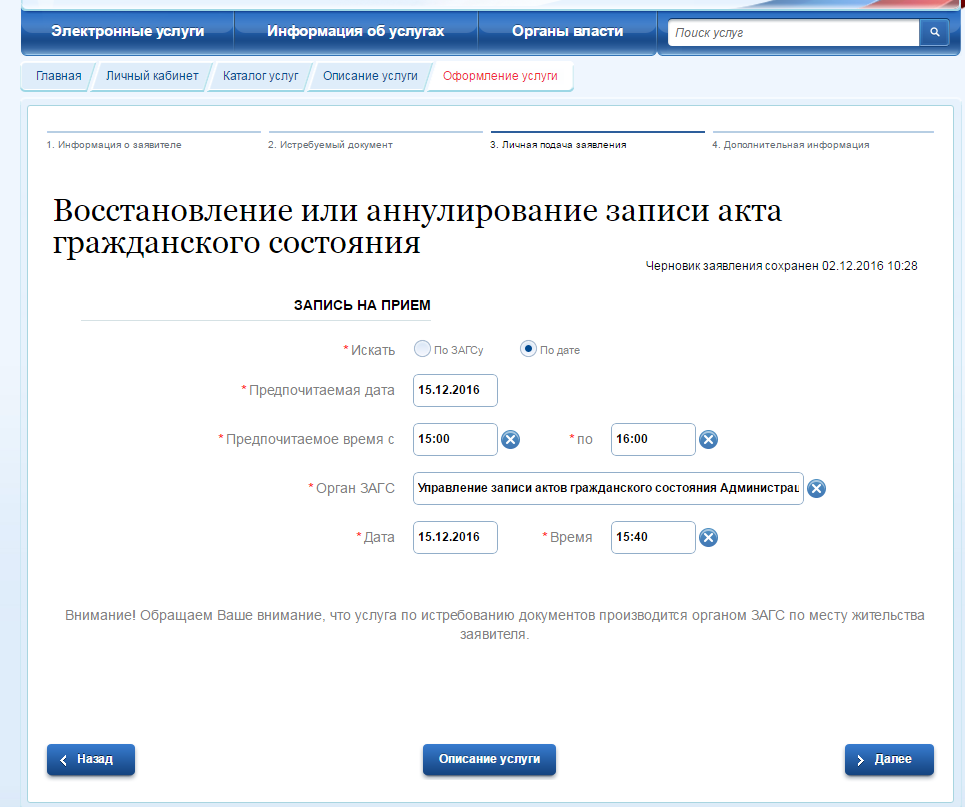 Электронные услуги Информация об услугах Органы власти Поиск услуг
Главная Личный кабинет Каталог услуг Описание услуги Оформление услуги
1. Информация о заявителе 2. Истребуемый документ 3. Личная подача заявления 4. Дополнительная информация
Восстановление или аннулирование записи акта
гражданского состояния
Черновик заявления сохранен 02.12.2016 10:28
ЗАПИСЬ НА ПРИЕМ
*Искать По ЗАГСу По дате
*Предпочитаемая дата 15.12.2016
*Предпочитаемое время с 15:00 *по 16:00
*Орган ЗАГС Управление записи актов гражданского состояния Администрац
*Дата 15.12.2016 *Время 15:40
Внимание! Обращаем Ваше внимание, что услуга по истребованию документов производится органом ЗАГС по месту жительства
заявителя.
Назад Описание услуги Далее